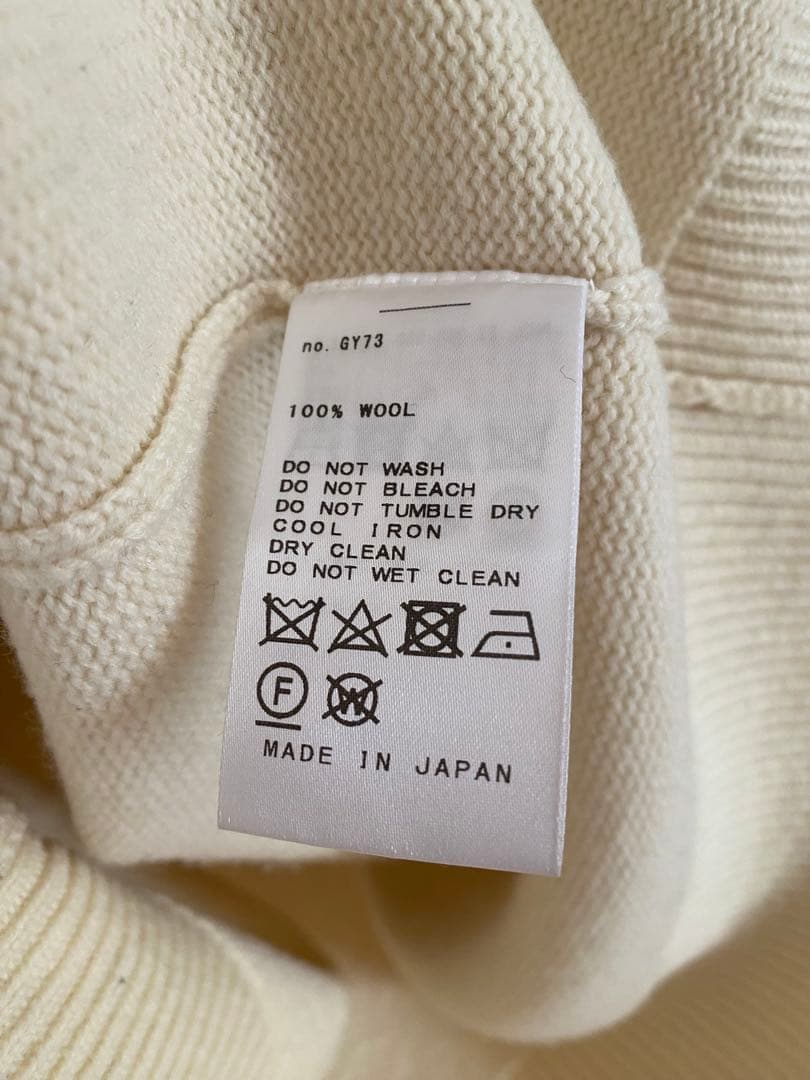 no. GY73
100% WOOL
DO NOT WASH
DO NOT BLEACH
DO NOT TUMBLE DRY
COOL IRON
DRY CLEAN
DO NOT WET CLEAN
F W
MADE IN JAPAN